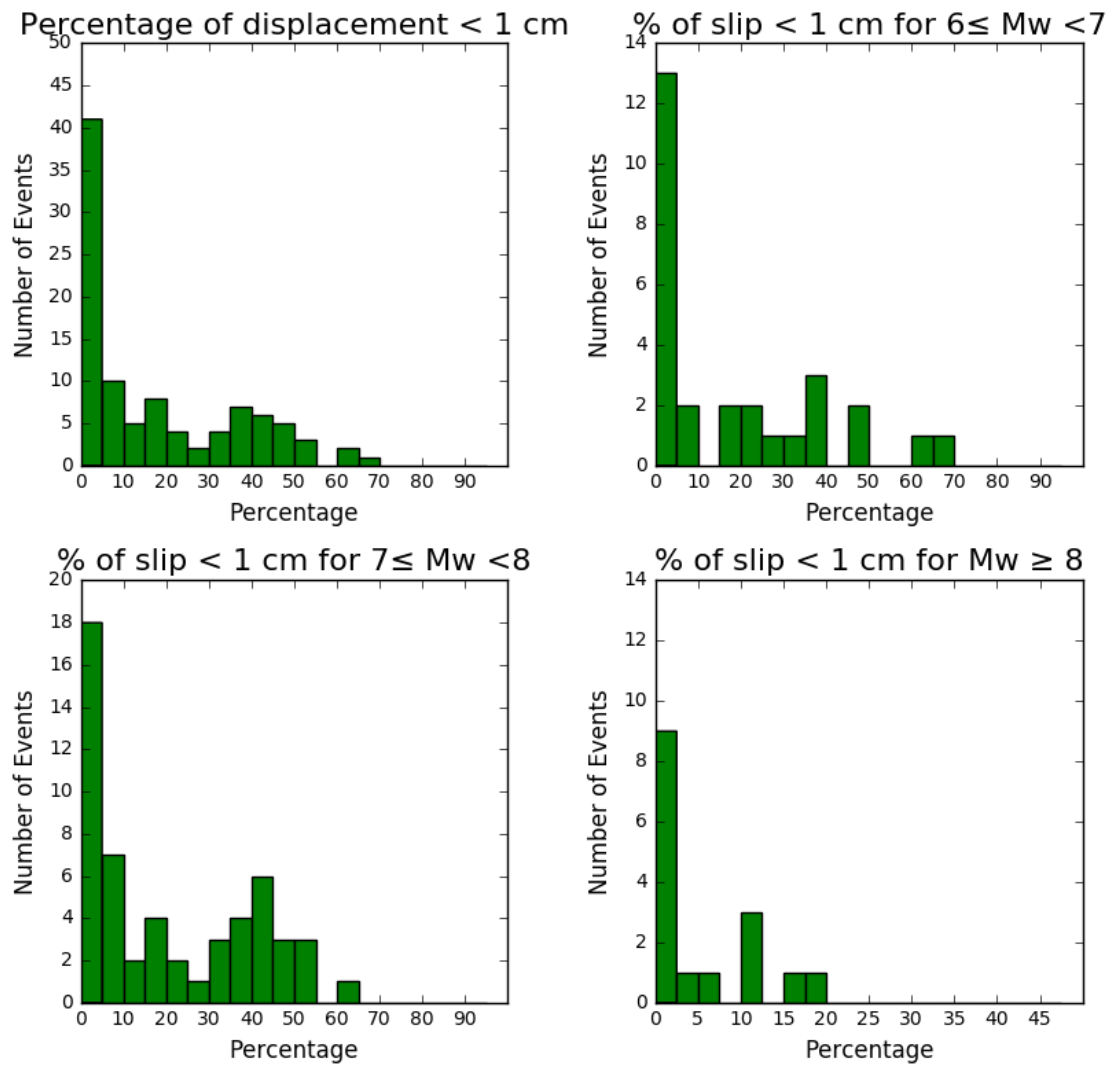 Percentage of displacement < 1 cm
50
45
40
35
30
25
20
15
10
5
0
Number of Events
0 10 20 30 40 50 60 70 80 90
Percentage
% of slip < 1 cm for 6≤ Mw <7
14
12
10
8
6
4
2
0
Number of Events
0 10 20 30 40 50 60 70 80 90
Percentage
% of slip < 1 cm for 7≤ Mw <8
20
18
16
14
12
10
8
6
4
2
0
Number of Events
0 10 20 30 40 50 60 70 80 90
Percentage
% of slip < 1 cm for Mw ≥ 8
14
12
10
8
6
4
2
0
Number of Events
0 5 10 15 20 25 30 35 40 45
Percentage